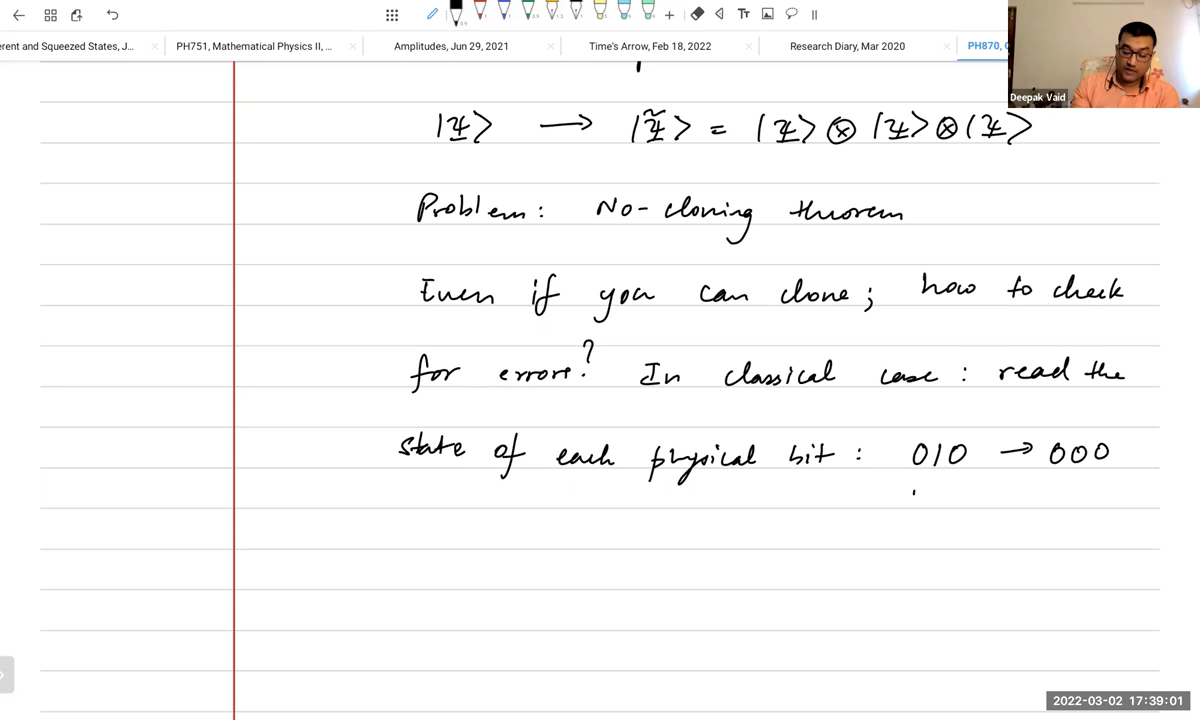 erent and Squeezed States, J... × PH751, Mathematical Physics II, ... × Amplitudes, Jun 29, 2021 × Time's Arrow, Feb 18, 2022 × Research Diary, Mar 2020 × PH870, Q
Deepak Vaid
|Ψ⟩ → |Ψ̃⟩ = |Ψ⟩ ⊗ |Ψ⟩ ⊗ |Ψ⟩
Problem: No-cloning theorem
Even if you can clone; how to check
for errors? In classical case: read the
state of each physical bit: 010 → 000
2022-03-02 17:39:01